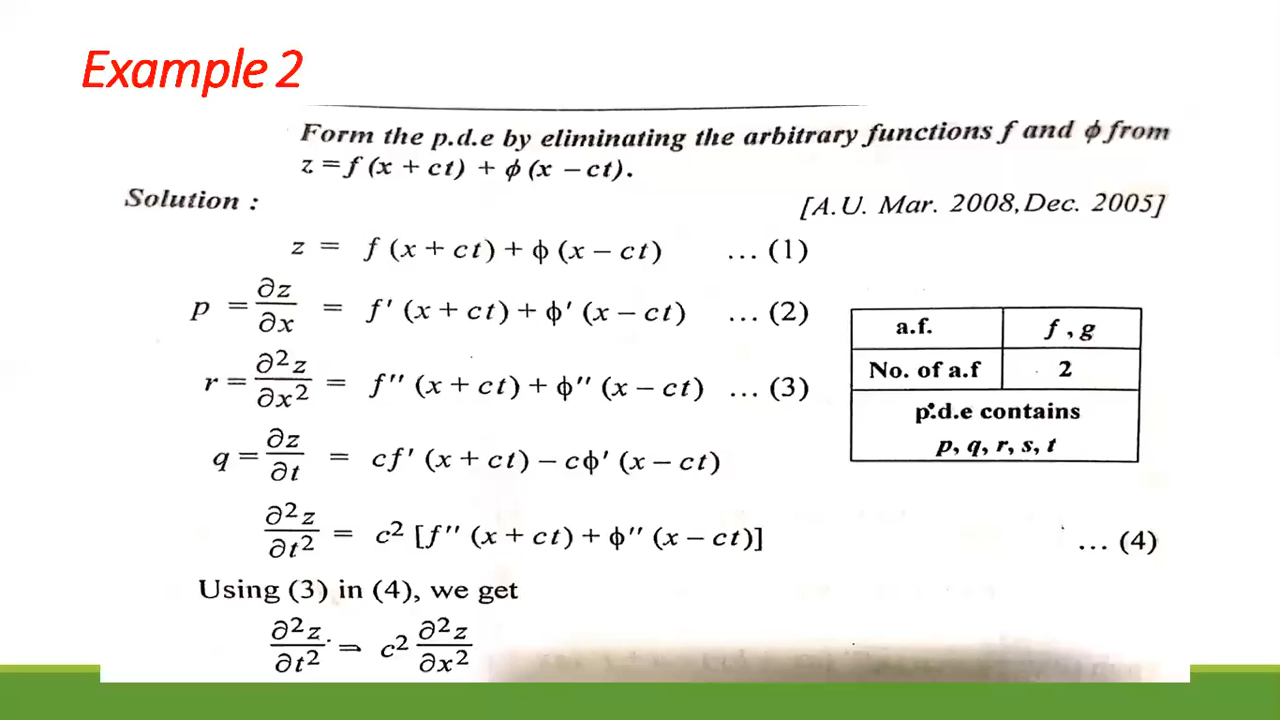 Example 2
Form the p.d.e by eliminating the arbitrary functions f and ϕ from
z = f (x + ct) + ϕ (x – ct).
Solution :
[A.U. Mar. 2008, Dec. 2005]
z = f (x + ct) + ϕ (x – ct) ... (1)
p = ∂z/∂x = f′ (x + ct) + ϕ′ (x – ct) ... (2)
r = ∂²z/∂x² = f″ (x + ct) + ϕ″ (x – ct) ... (3)
q = ∂z/∂t = cf′ (x + ct) – cϕ′ (x – ct)
∂²z/∂t² = c² [f″ (x + ct) + ϕ″ (x – ct)] ... (4)
Using (3) in (4), we get
∂²z/∂t² = c² ∂²z/∂x²
a.f. f , g
No. of a.f 2
p.d.e contains
p, q, r, s, t